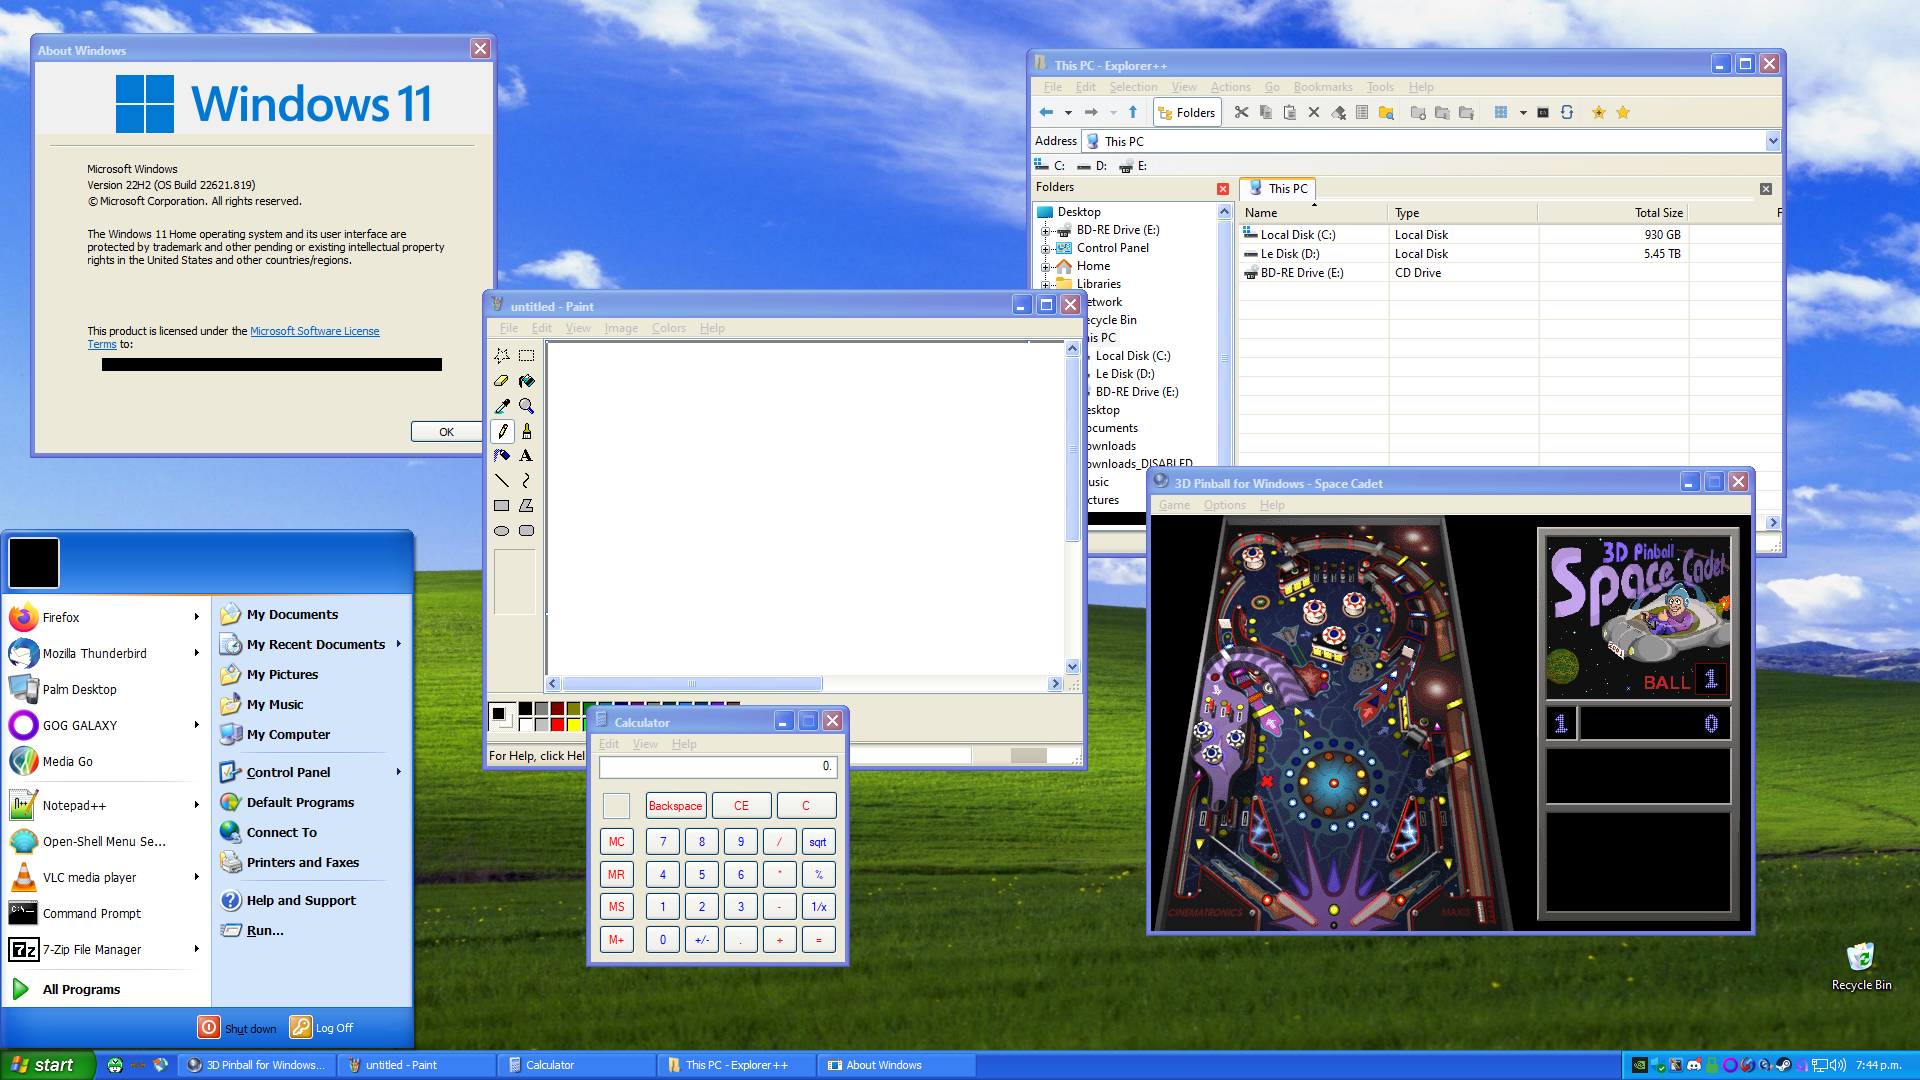 About Windows
Windows 11
Microsoft Windows
Version 22H2 (OS Build 22621.819)
© Microsoft Corporation. All rights reserved.
The Windows 11 Home operating system and its user interface are
protected by trademark and other pending or existing intellectual property
rights in the United States and other countries/regions.
This product is licensed under the Microsoft Software License
Terms to:
OK
This PC - Explorer++
File Edit Selection View Actions Go Bookmarks Tools Help
Folders
Address This PC
C: D: E:
Folders
This PC
Desktop
BD-RE Drive (E:)
Control Panel
Home
Libraries
etwork
ecycle Bin
is PC
Local Disk (C:)
Le Disk (D:)
BD-RE Drive (E:)
esktop
ocuments
ownloads
ownloads_DISABLED
usic
ctures
Name Type Total Size F
Local Disk (C:) Local Disk 930 GB
Le Disk (D:) Local Disk 5.45 TB
BD-RE Drive (E:) CD Drive
untitled - Paint
File Edit View Image Colors Help
A
For Help, click Hel
Calculator
Edit View Help
0.
Backspace CE C
MC 7 8 9 / sqrt
MR 4 5 6 * %
MS 1 2 3 - 1/x
M+ 0 +/- . + =
3D Pinball for Windows - Space Cadet
Game Options Help
3D Pinball
Space Cadet
BALL 1
1 0
CINEMATRONICS MAXIS
Firefox
Mozilla Thunderbird
Palm Desktop
GOG GALAXY
Media Go
Notepad++
Open-Shell Menu Se...
VLC media player
Command Prompt
7-Zip File Manager
All Programs
My Documents
My Recent Documents
My Pictures
My Music
My Computer
Control Panel
Default Programs
Connect To
Printers and Faxes
Help and Support
Run...
Shut down Log Off
Recycle Bin
start
3D Pinball for Windows...
untitled - Paint
Calculator
This PC - Explorer++
About Windows
7:44 p.m.